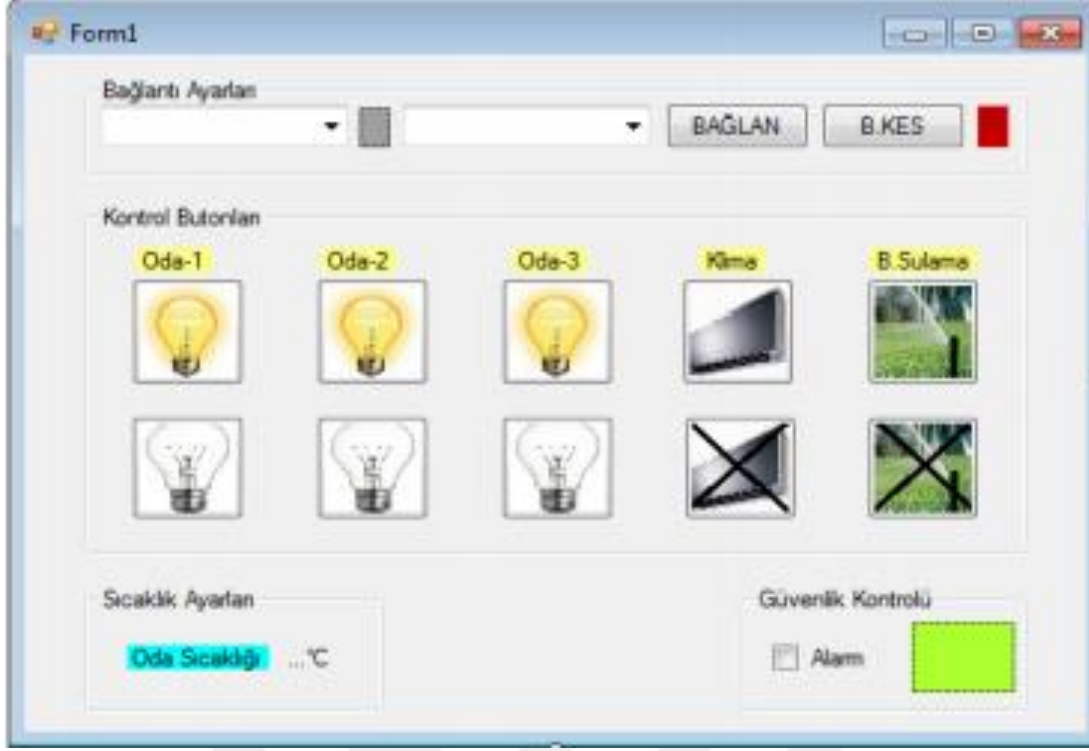 Form1
Bağlantı Ayarları
BAĞLAN B.KES
Kontrol Butonları
Oda-1 Oda-2 Oda-3 Klima B.Sulama
Sıcaklık Ayarları
Güvenlik Kontrolü
Oda Sıcaklığı ...°C
Alarm